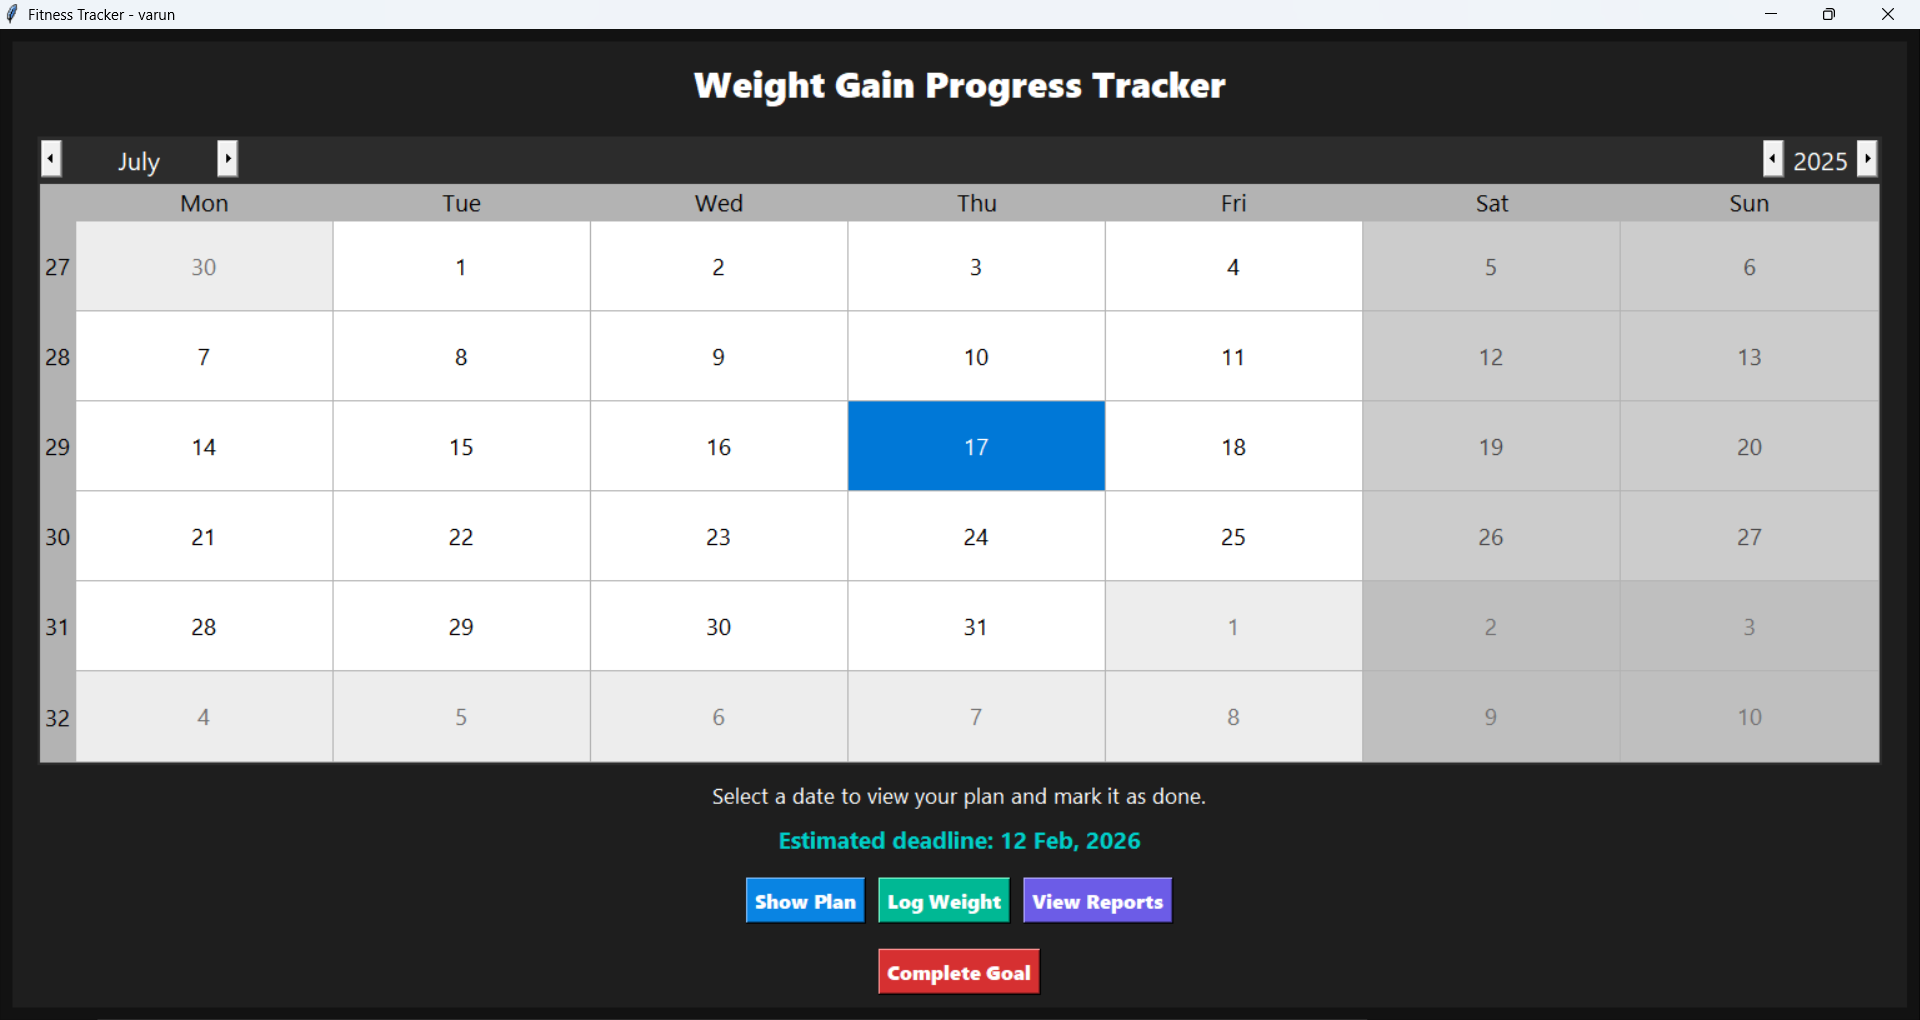 Fitness Tracker - varun
Weight Gain Progress Tracker
July 2025
Mon Tue Wed Thu Fri Sat Sun
27 30 1 2 3 4 5 6
28 7 8 9 10 11 12 13
29 14 15 16 17 18 19 20
30 21 22 23 24 25 26 27
31 28 29 30 31 1 2 3
32 4 5 6 7 8 9 10
Select a date to view your plan and mark it as done.
Estimated deadline: 12 Feb, 2026
Show Plan Log Weight View Reports
Complete Goal